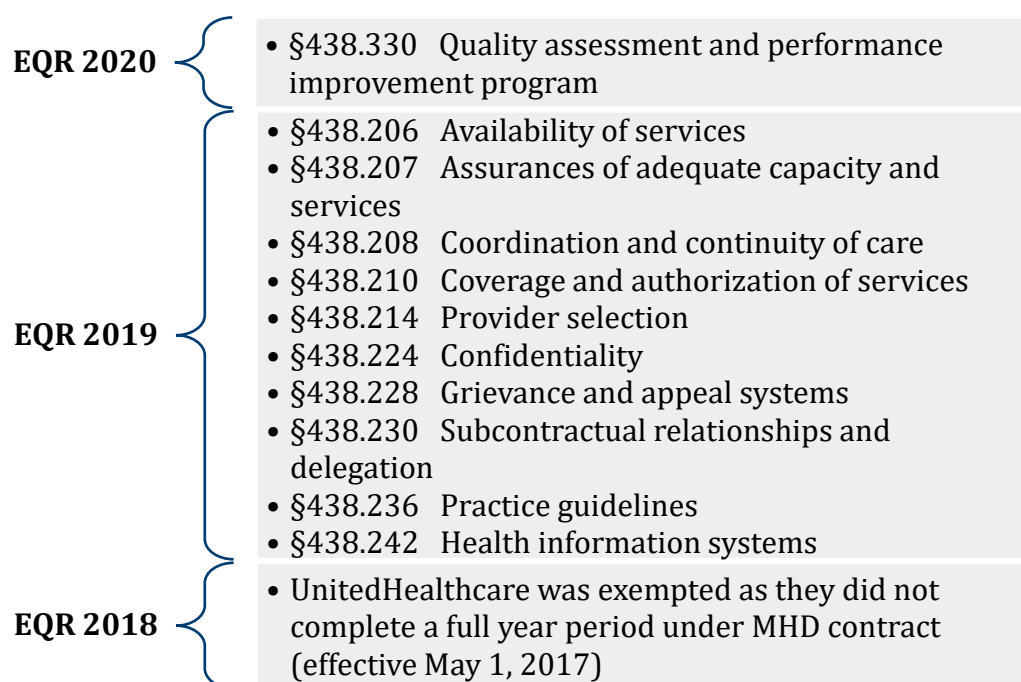 EQR 2020
• §438.330 Quality assessment and performance
improvement program
EQR 2019
• §438.206 Availability of services
• §438.207 Assurances of adequate capacity and
services
• §438.208 Coordination and continuity of care
• §438.210 Coverage and authorization of services
• §438.214 Provider selection
• §438.224 Confidentiality
• §438.228 Grievance and appeal systems
• §438.230 Subcontractual relationships and
delegation
• §438.236 Practice guidelines
• §438.242 Health information systems
EQR 2018
• UnitedHealthcare was exempted as they did not
complete a full year period under MHD contract
(effective May 1, 2017)